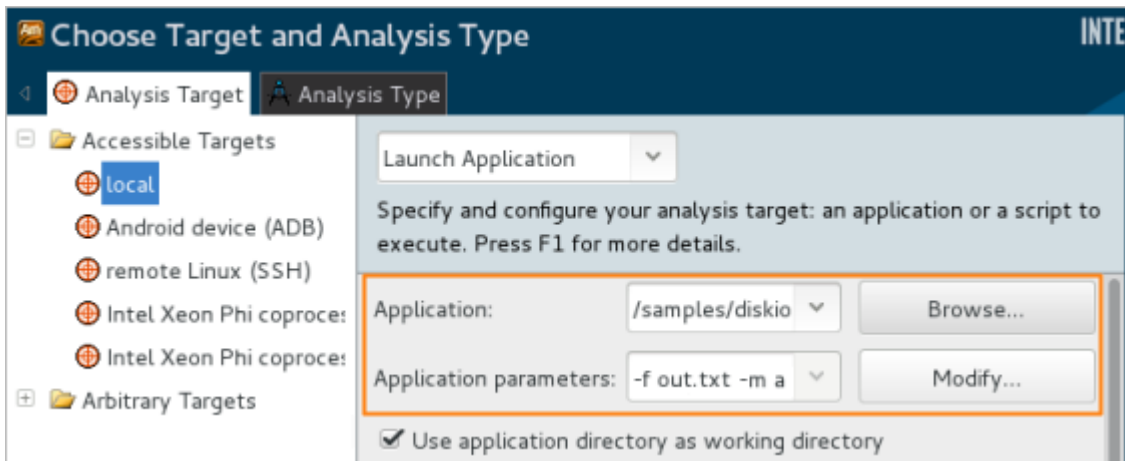 Choose Target and Analysis Type
INTE
Analysis Target
Analysis Type
Accessible Targets
local
Android device (ADB)
remote Linux (SSH)
Intel Xeon Phi coproces
Intel Xeon Phi coproces
Arbitrary Targets
Launch Application
Specify and configure your analysis target: an application or a script to
execute. Press F1 for more details.
Application:
/samples/diskio
Browse...
Application parameters:
-f out.txt -m a
Modify...
Use application directory as working directory